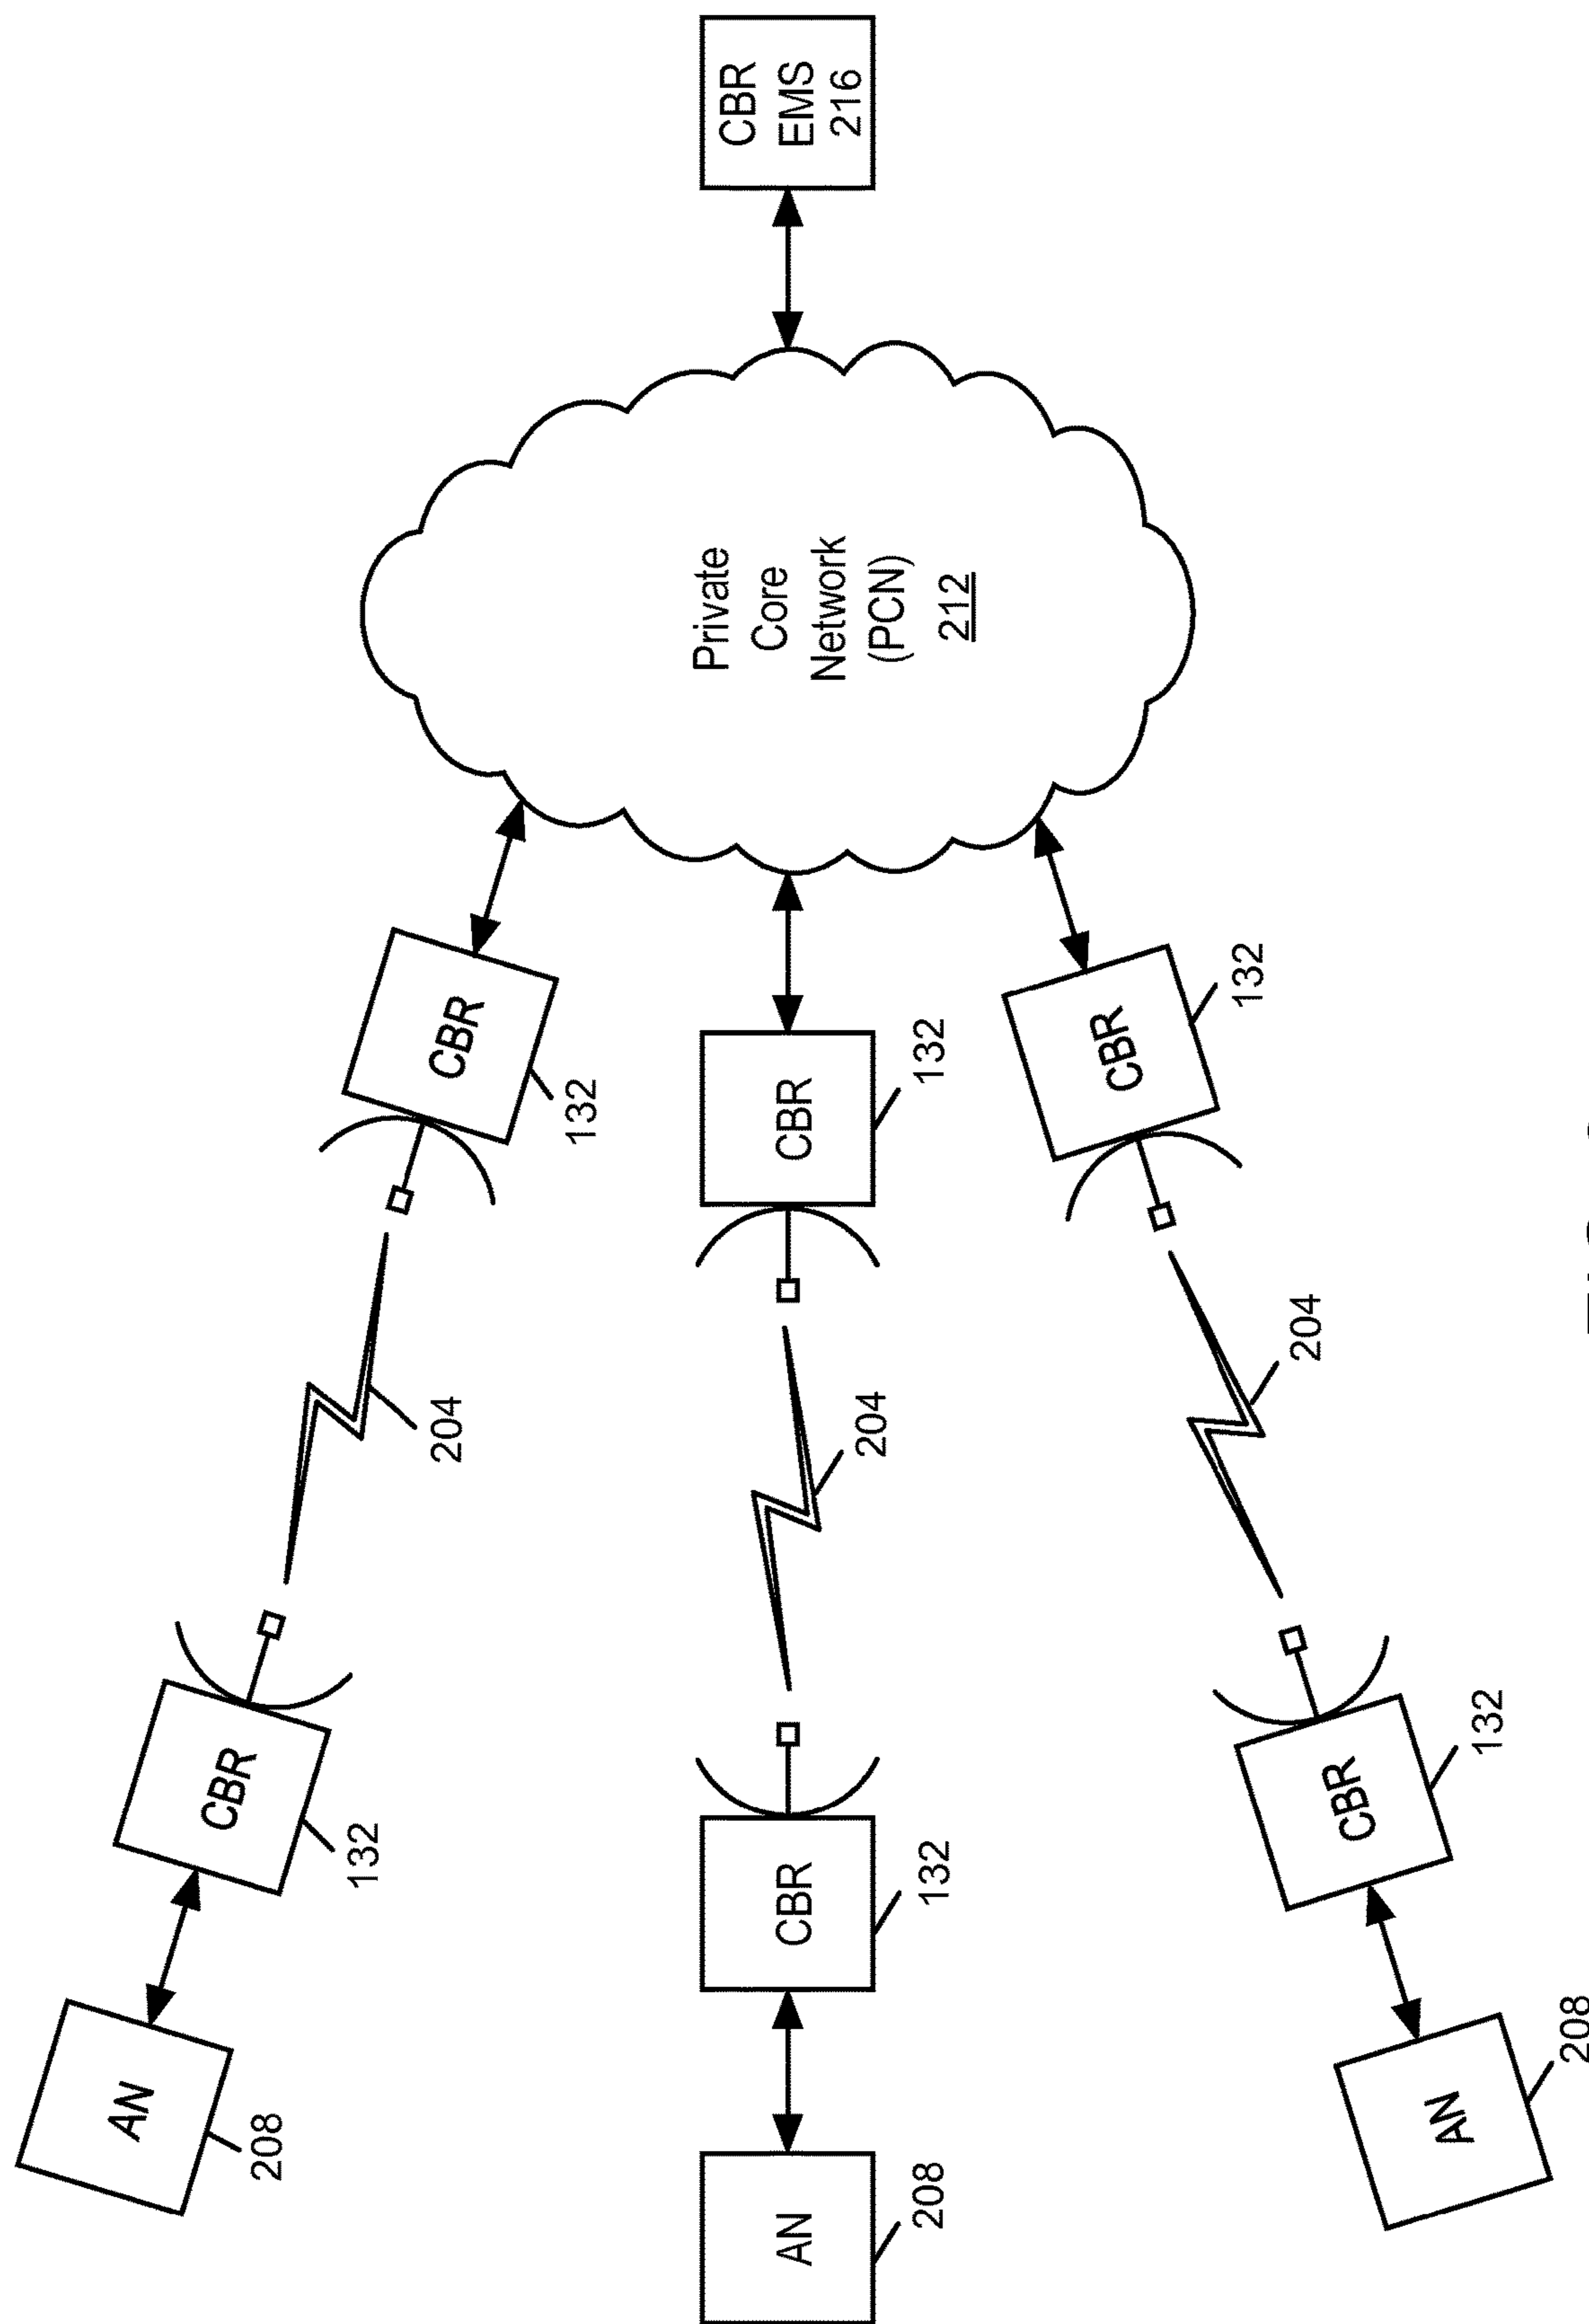 AN
208
CBR
132
204
CBR
132
AN
208
CBR
132
204
CBR
132
Private
Core
Network
(PCN)
212
CBR
EMS
216
AN
208
CBR
132
204
CBR
132